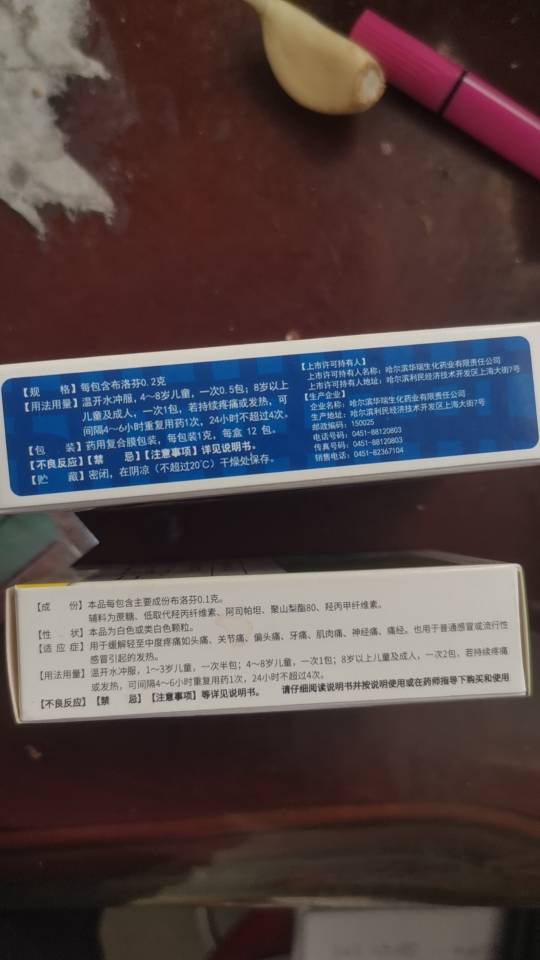 【规　　格】每包含布洛芬0.2克
【用法用量】温开水冲服，4~8岁儿童，一次0.5包；8岁以上
儿童及成人，一次1包，若持续疼痛或发热，可
间隔4~6小时重复用药1次，24小时不超过4次。
【包　　装】药用复合膜包装，每包装1克，每盒 12 包。
【不良反应】【禁　　忌】【注意事项】详见说明书。
【贮　　藏】密闭，在阴凉（不超过20℃）干燥处保存。
【上市许可持有人】
上市许可持有人名称：哈尔滨华瑞生化药业有限责任公司
上市许可持有人地址：哈尔滨利民经济技术开发区上海大街7号
【生产企业】
企业名称：哈尔滨华瑞生化药业有限责任公司
生产地址：哈尔滨利民经济技术开发区上海大街7号
邮政编码：150025
电话号码：0451-88120803
传真号码：0451-88120803
销售电话：0451-82367104
【成　　份】本品每包含主要成份布洛芬0.1克。
辅料为蔗糖、低取代羟丙纤维素、阿司帕坦、聚山梨酯80、羟丙甲纤维素。
【性　　状】本品为白色或类白色颗粒。
【适 应 症】用于缓解轻至中度疼痛如头痛、关节痛、偏头痛、牙痛、肌肉痛、神经痛、痛经。也用于普通感冒或流行性
感冒引起的发热。
【用法用量】温开水冲服，1~3岁儿童，一次半包；4~8岁儿童，一次1包；8岁以上儿童及成人，一次2包，若持续疼痛
或发热，可间隔4~6小时重复用药1次，24小时不超过4次。
【不良反应】【禁　　忌】【注意事项】等详见说明书。　　请仔细阅读说明书并按说明使用或在药师指导下购买和使用